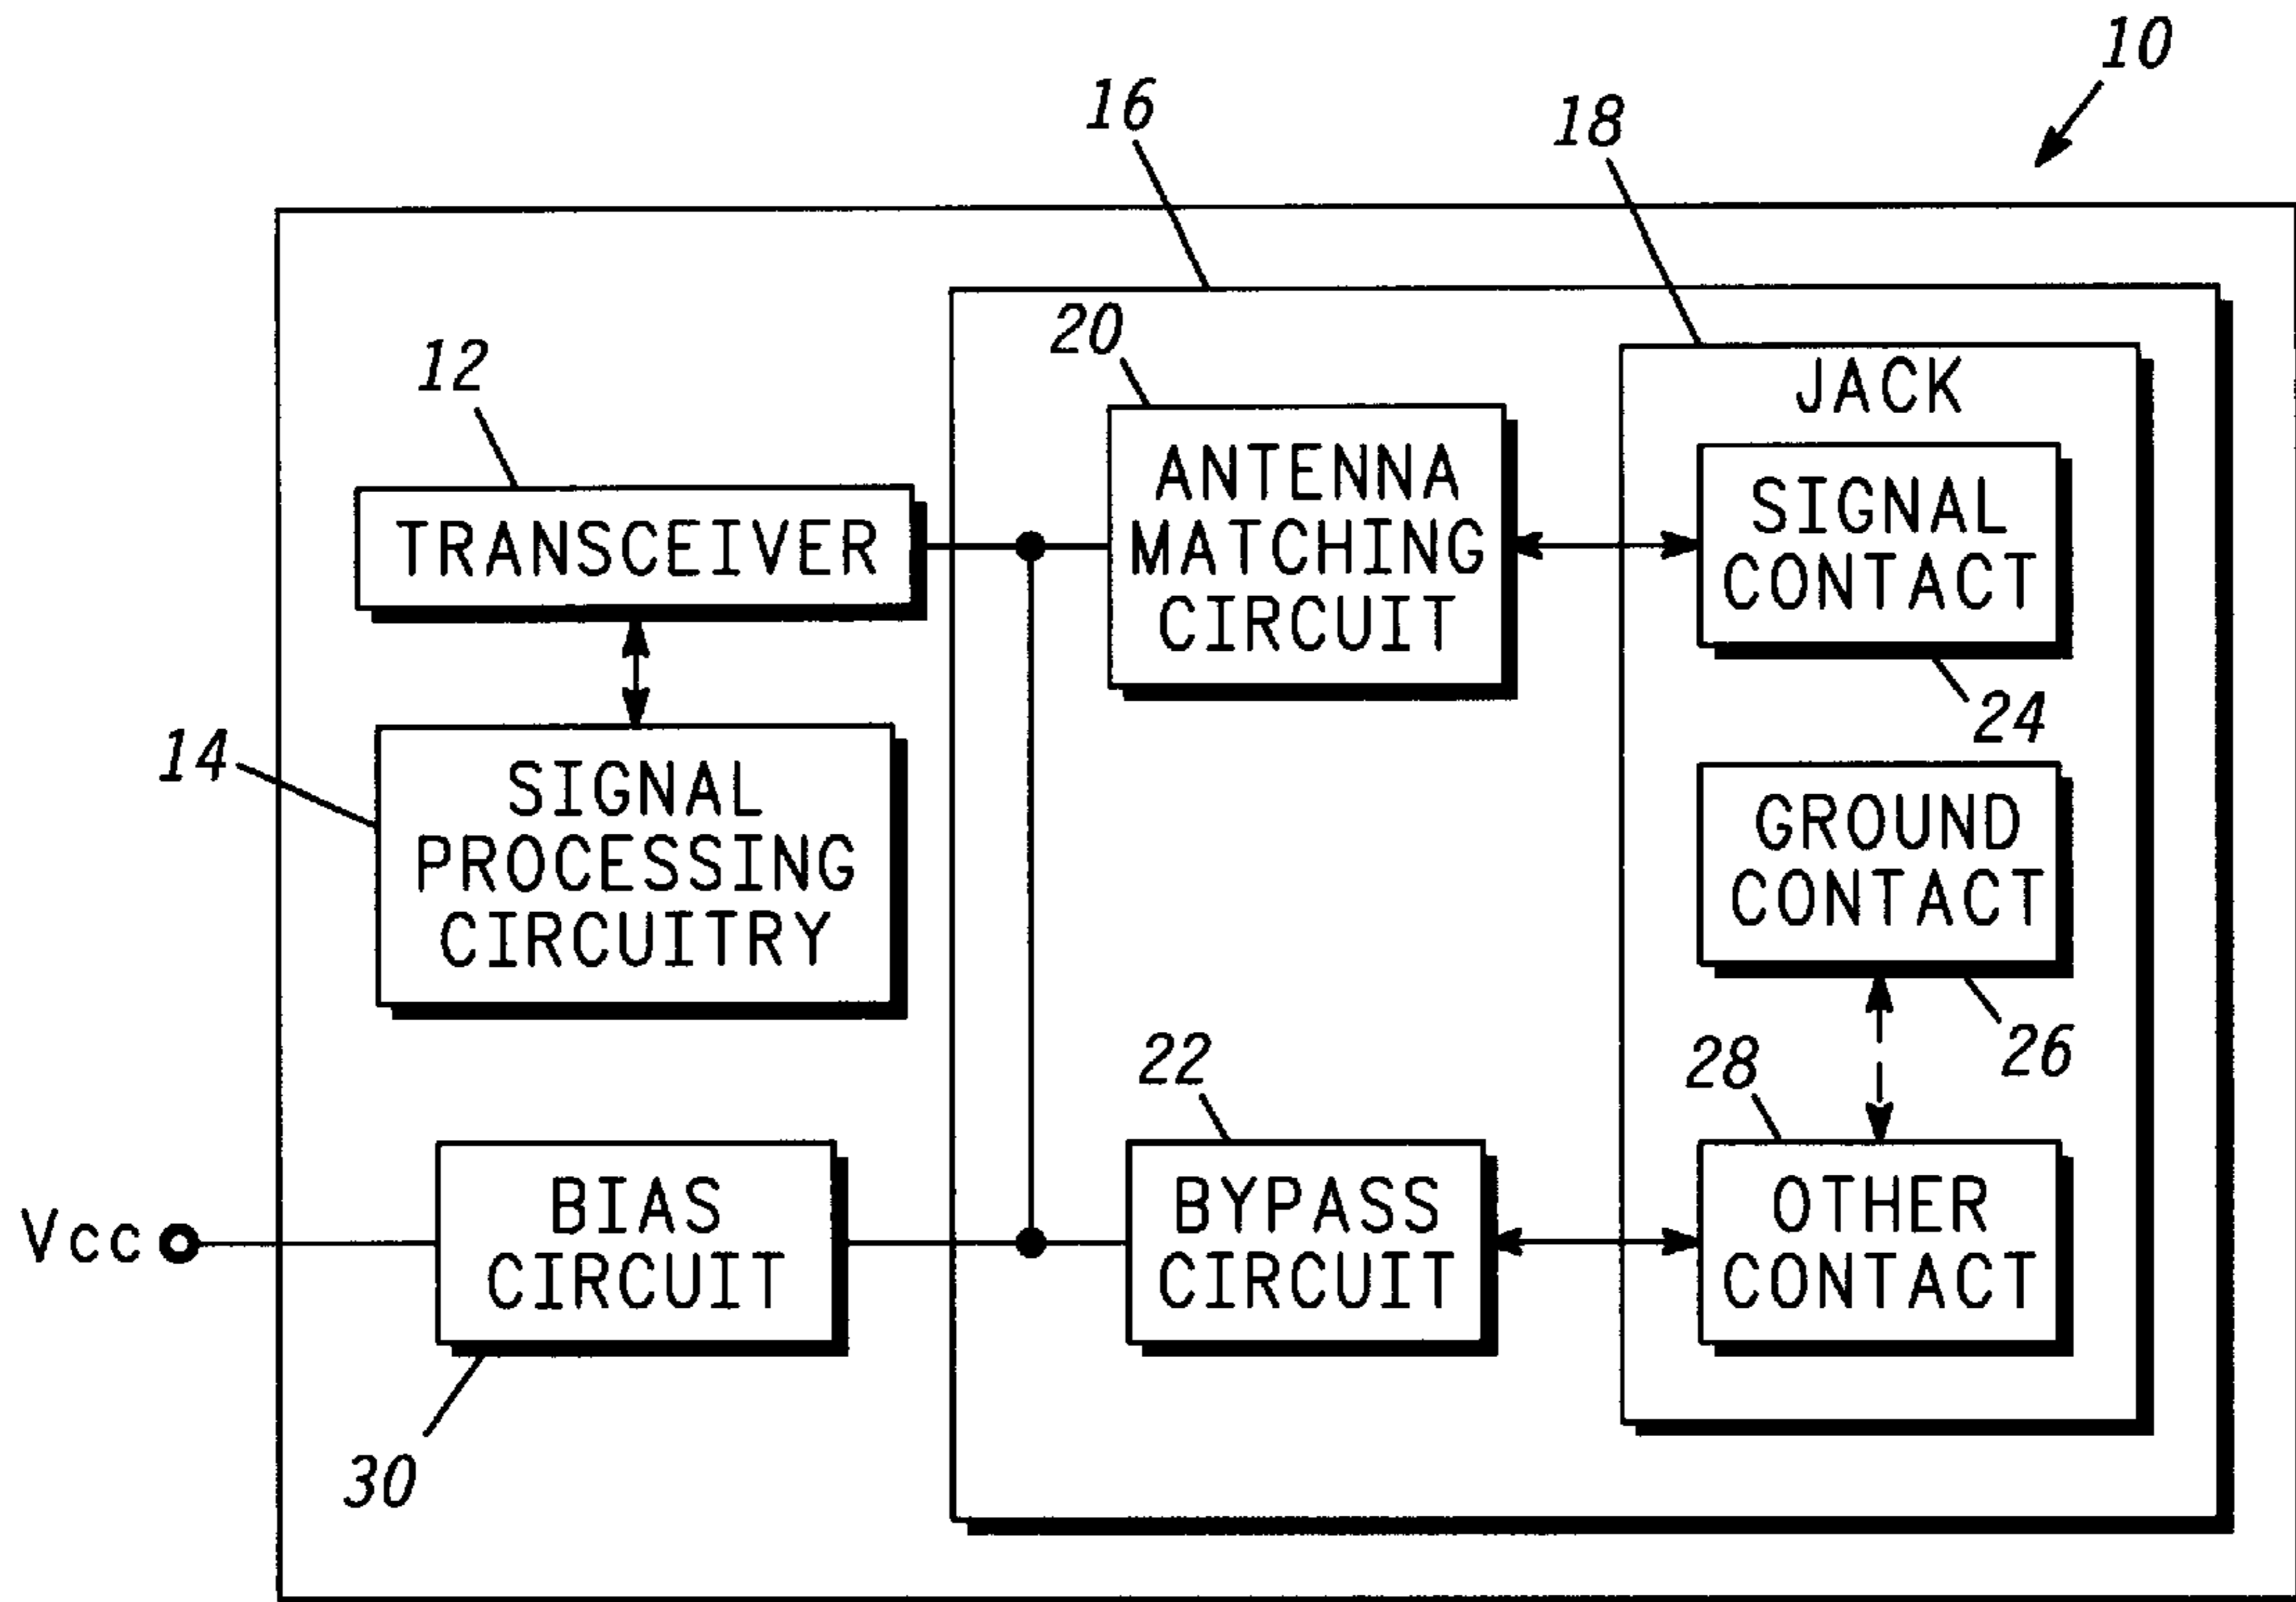 10
16
18
20
12
JACK
ANTENNA
MATCHING
CIRCUIT
SIGNAL
CONTACT
TRANSCEIVER
24
14
SIGNAL
PROCESSING
CIRCUITRY
GROUND
CONTACT
26
22
28
Vcc
BIAS
CIRCUIT
BYPASS
CIRCUIT
OTHER
CONTACT
30